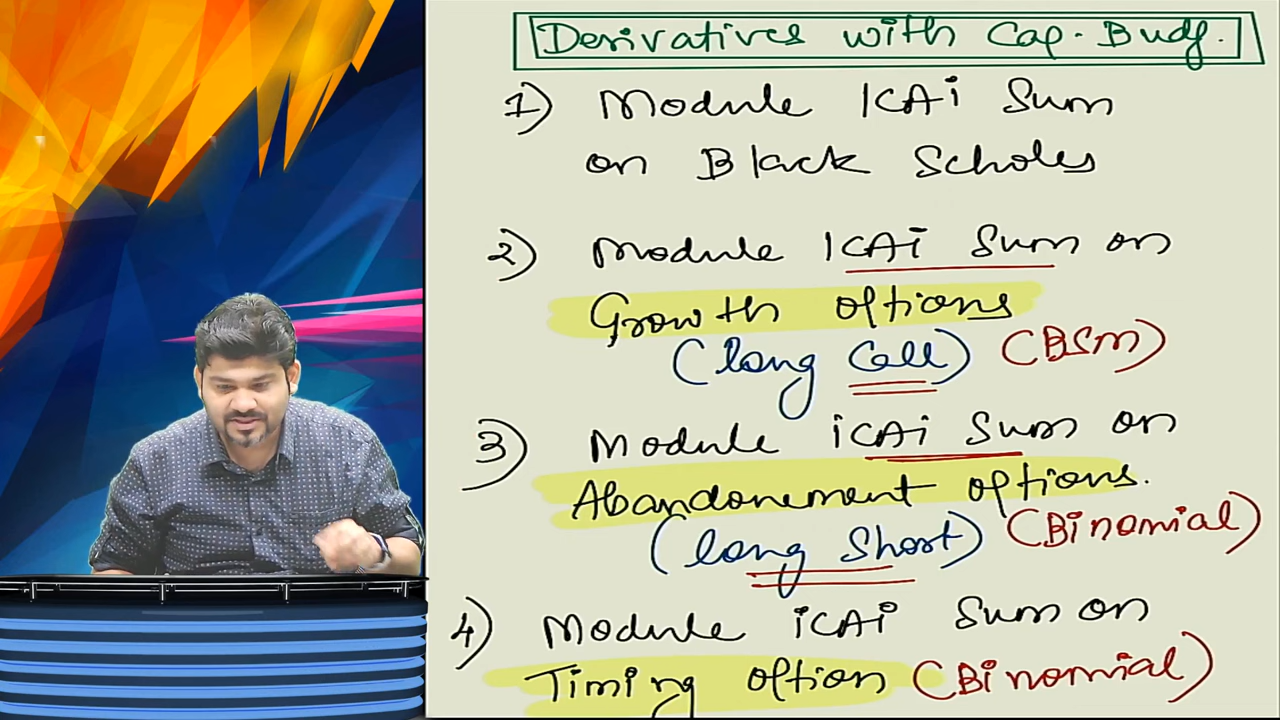 Derivatives with Cap. Budg.
1) Module ICAi Sum
on Black Scholes
2) Module ICAi Sum on
Growth options
(long Call) (BSM)
3) Module iCAi Sum on
Abandonement options.
(long Short) (Binomial)
4) Module iCAi Sum on
Timing option (Binomial)